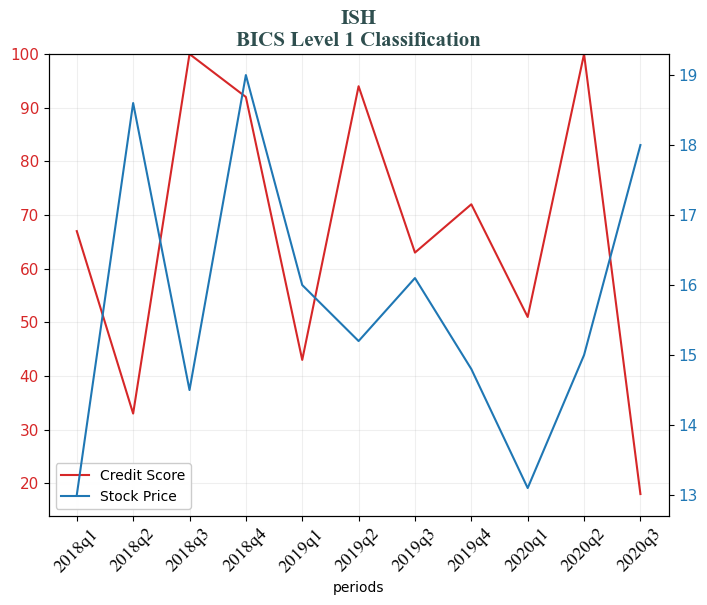 ISH
BICS Level 1 Classification
100
90
80
70
60
50
40
30
20
19
18
17
16
15
14
13
Credit Score
Stock Price
2018q1
2018q2
2018q3
2018q4
2019q1
2019q2
2019q3
2019q4
2020q1
2020q2
2020q3
periods